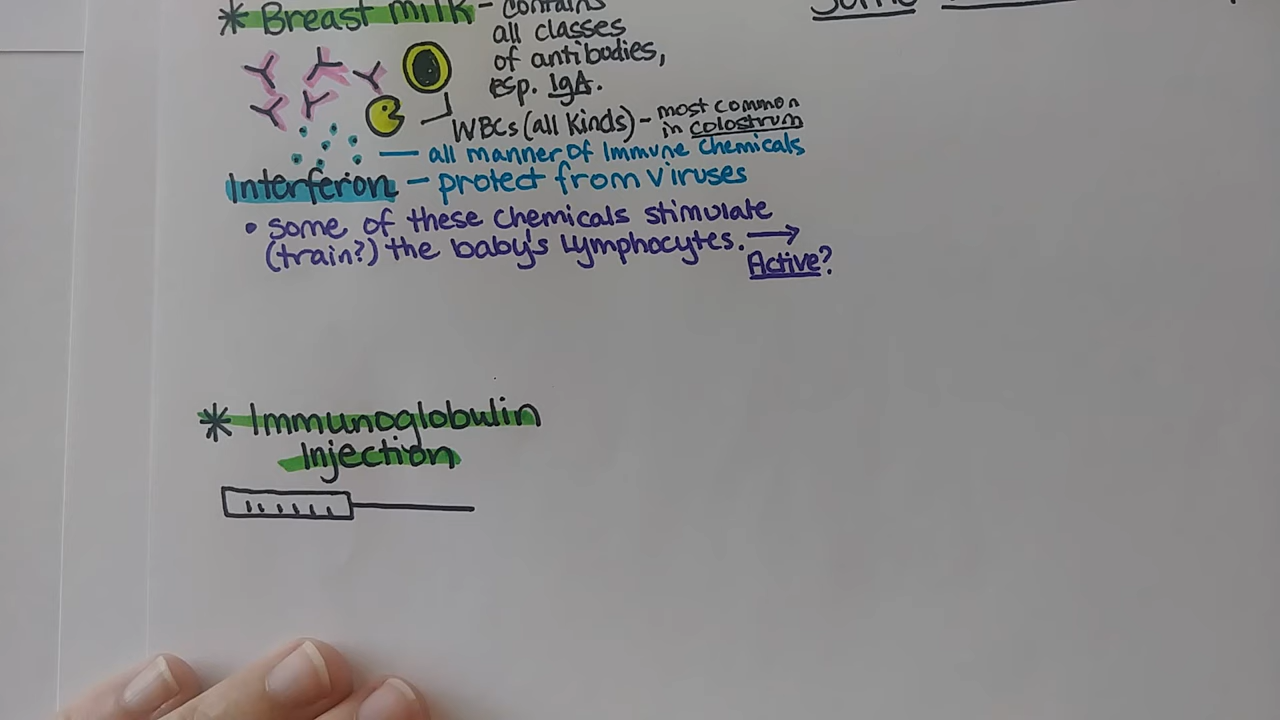 * Breast milk - contains
all classes
of antibodies,
esp. IgA.
WBCs (all kinds) - most common
in colostrum
— all manner of immune chemicals
Interferon - protect from viruses
• some of these chemicals stimulate
(train?) the baby's lymphocytes. →
Active?
* Immunoglobulin
Injection